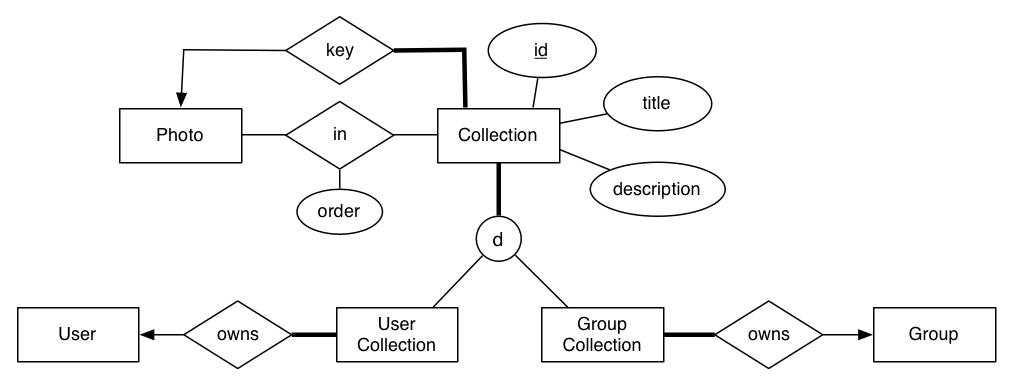 key
id
title
Photo
in
Collection
description
order
d
User
owns
User
Collection
Group
Collection
owns
Group